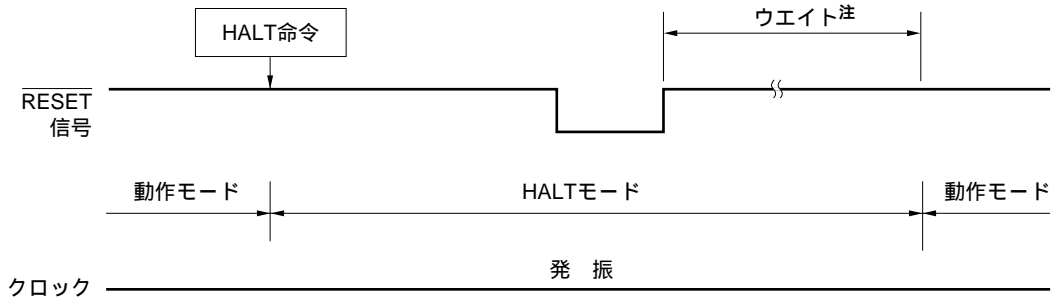 ウエイト注
HALT命令
RESET
信号
動作モード
HALTモード
動作モード
発 振
クロック